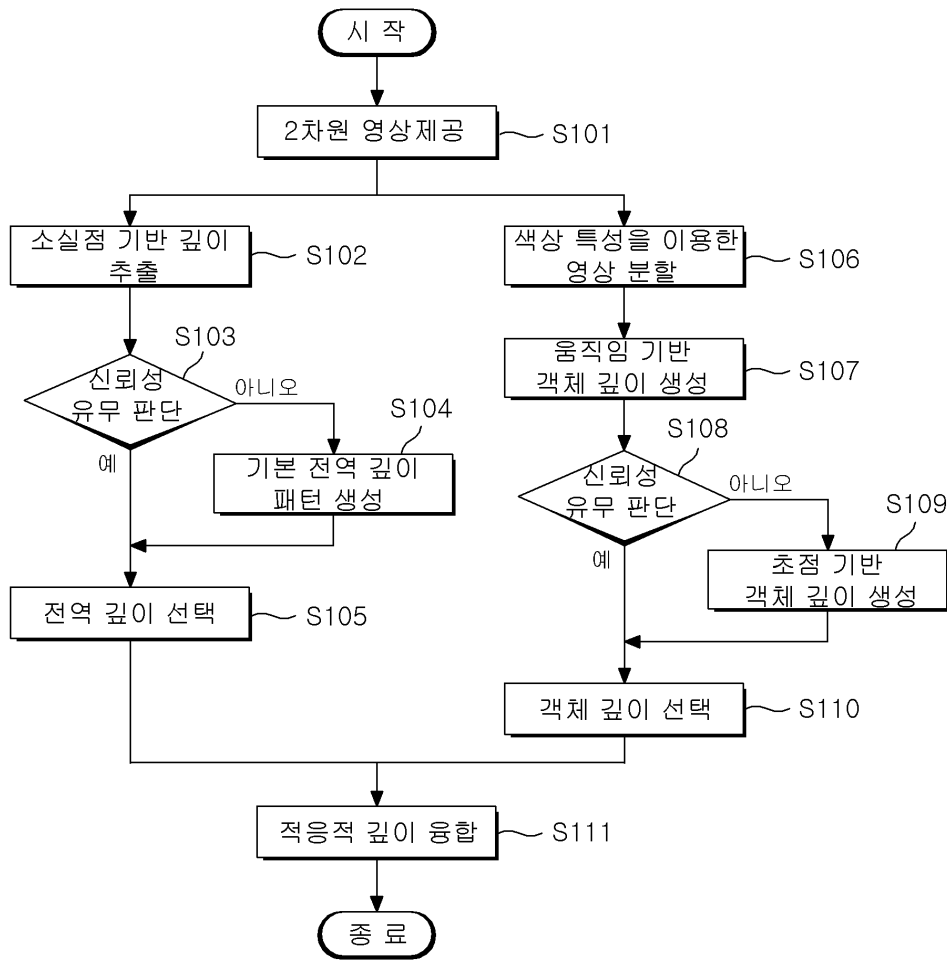 시 작
2차원 영상제공
S101
소실점 기반 깊이
추출
S102
신뢰성
유무 판단
S103
아니오
예
기본 전역 깊이
패턴 생성
S104
전역 깊이 선택
S105
색상 특성을 이용한
영상 분할
S106
움직임 기반
객체 깊이 생성
S107
신뢰성
유무 판단
S108
아니오
예
초점 기반
객체 깊이 생성
S109
객체 깊이 선택
S110
적응적 깊이 융합
S111
종 료